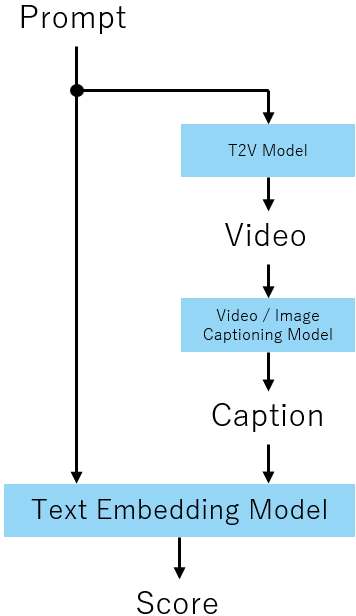 Prompt
T2V Model
Video
Video / Image
Captioning Model
Caption
Text Embedding Model
Score